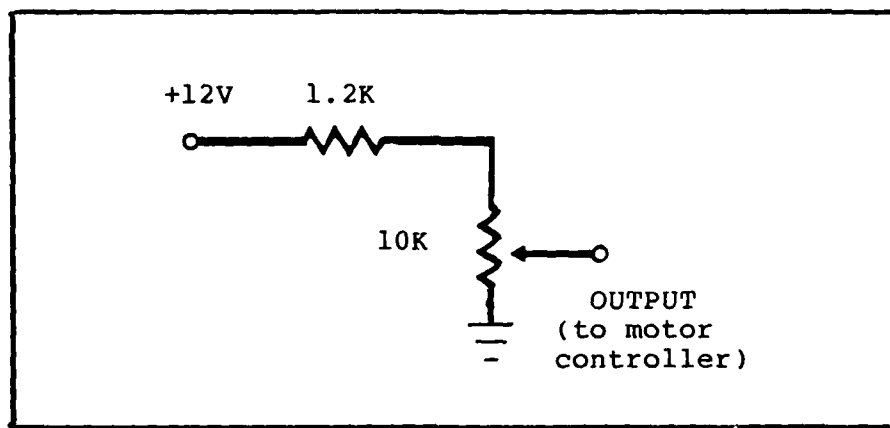 +12V 1.2K
10K
OUTPUT
(to motor
controller)